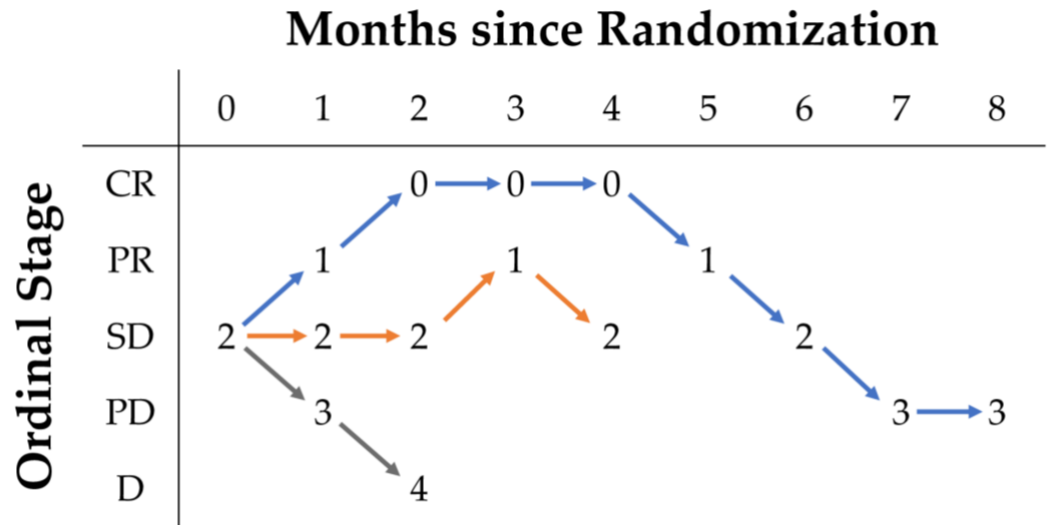 Months since Randomization
0 1 2 3 4 5 6 7 8
Ordinal Stage
CR 0 0 0
PR 1 1 1
SD 2 2 2 2 2
PD 3 3 3
D 4